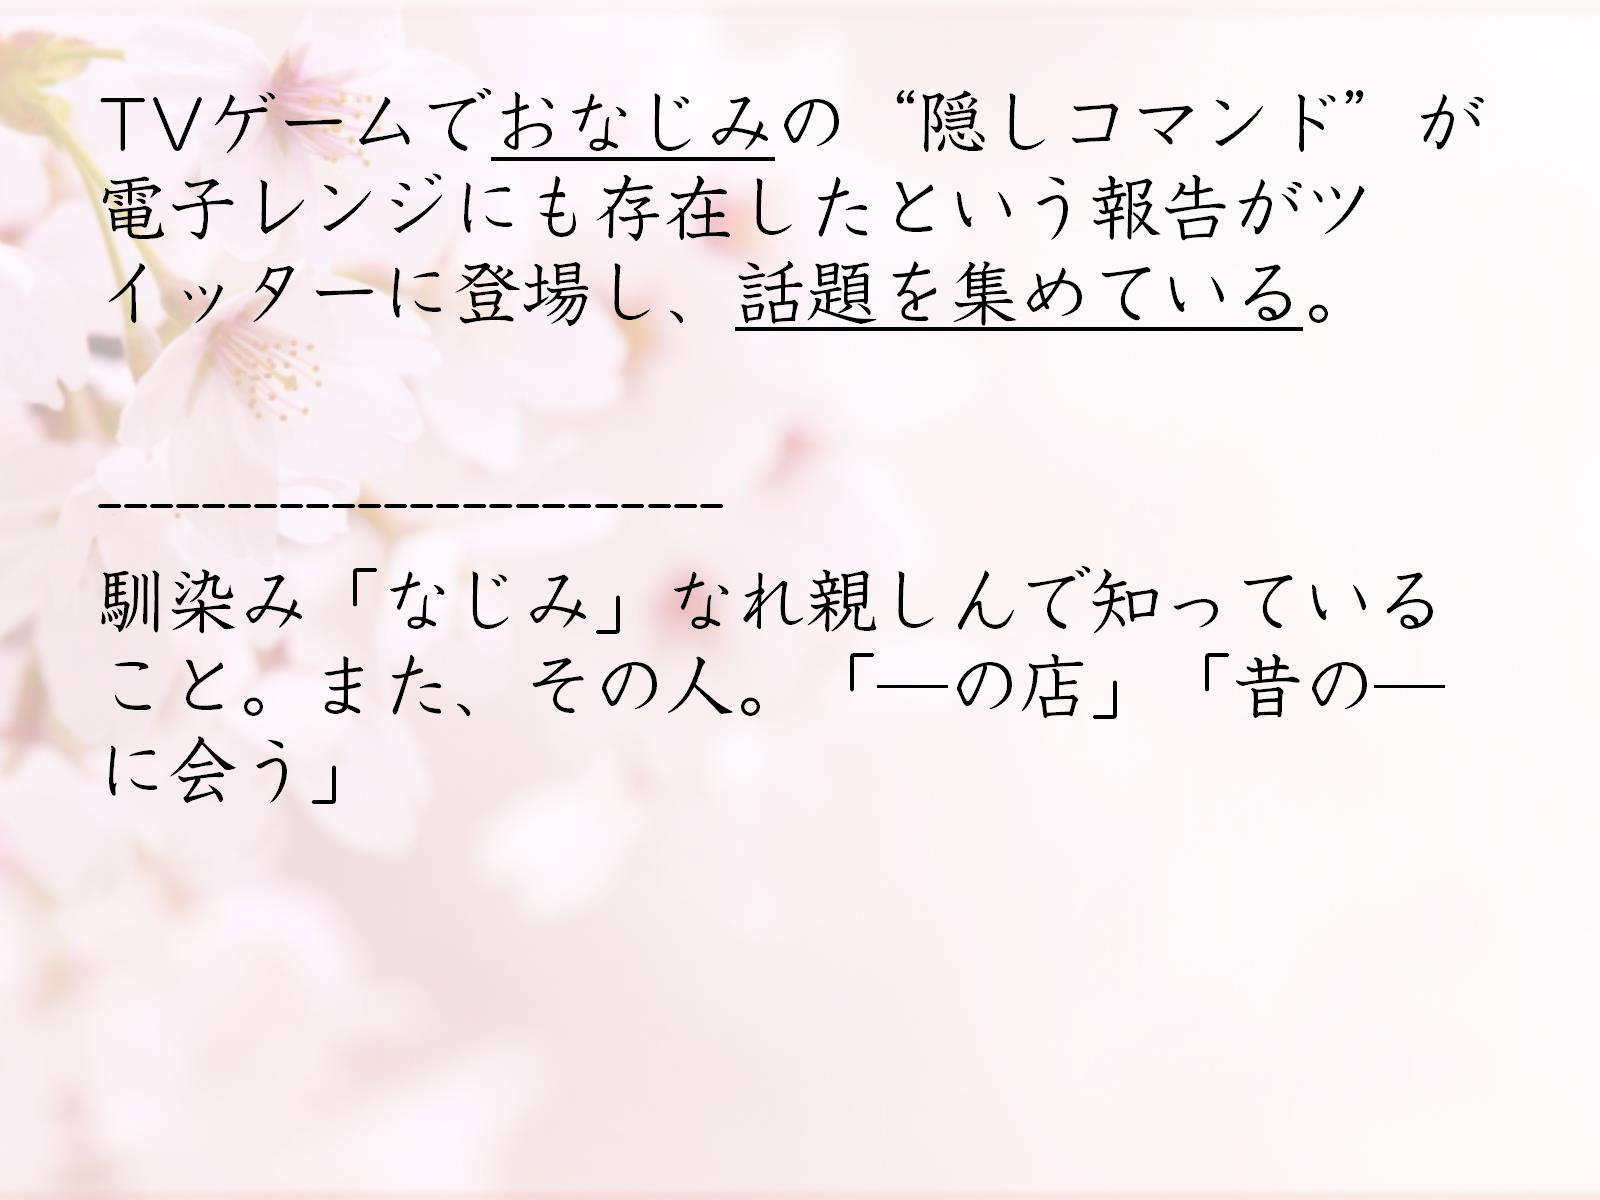 TVゲームでおなじみの“隠しコマンド”が
電子レンジにも存在したという報告がツ
イッターに登場し、話題を集めている。
------------------------
馴染み「なじみ」なれ親しんで知っている
こと。また、その人。「―の店」「昔の―
に会う」